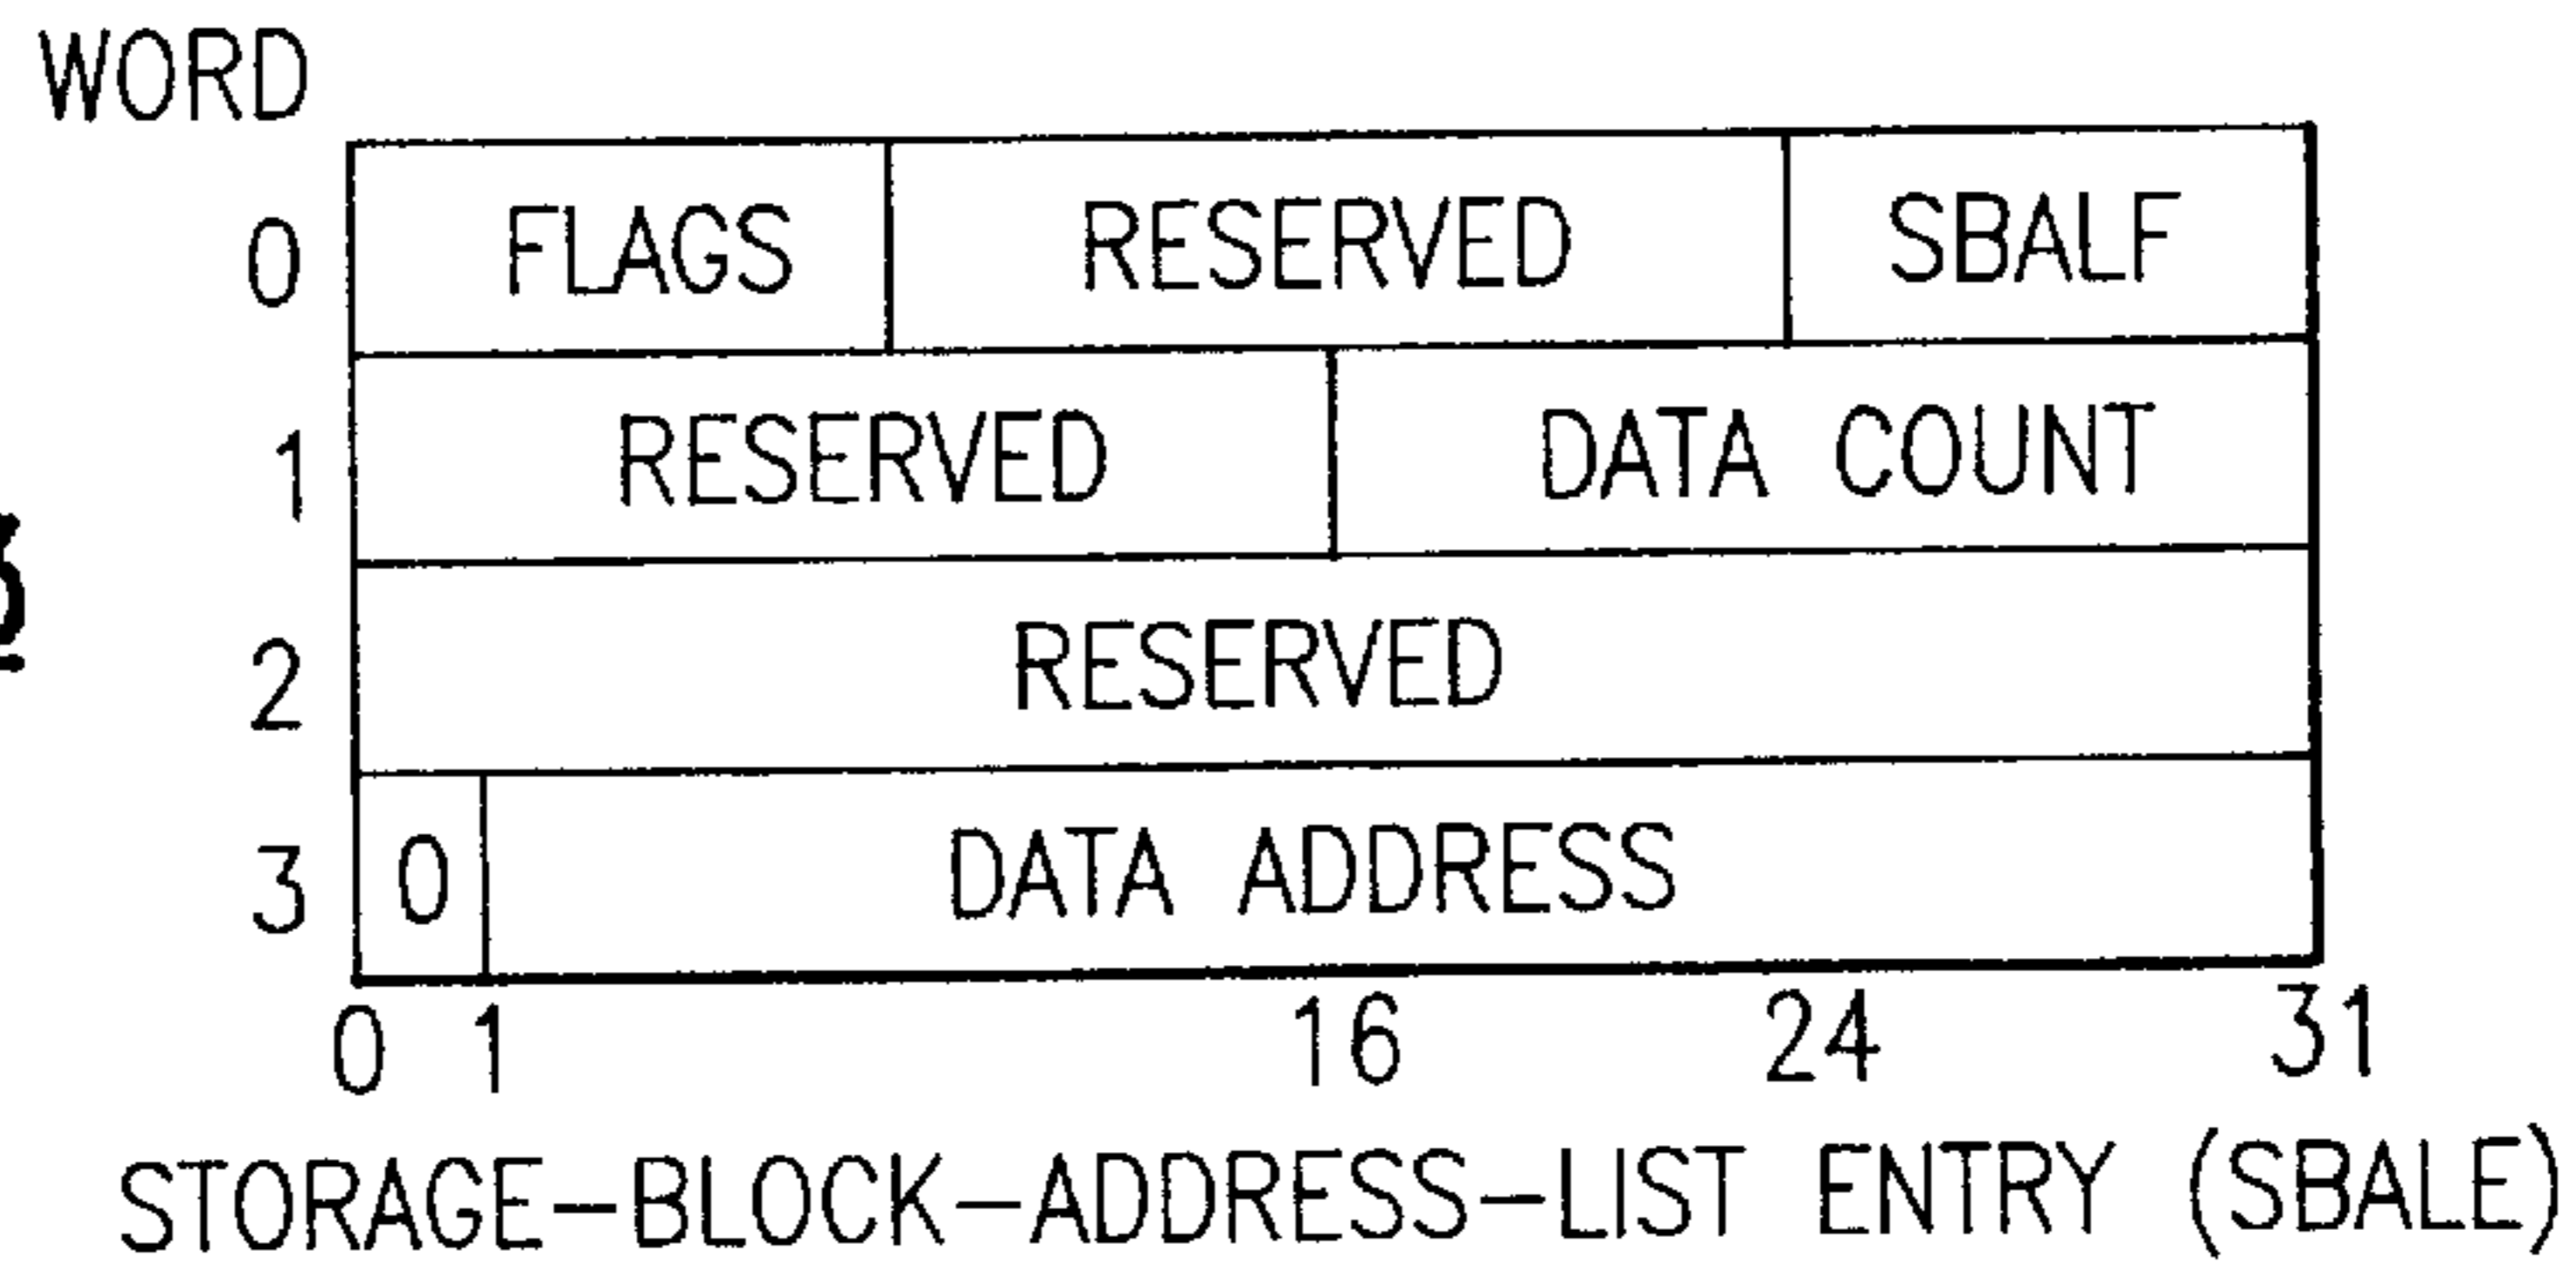 WORD
0 FLAGS RESERVED SBALF
1 RESERVED DATA COUNT
2 RESERVED
3 0 DATA ADDRESS
0 1 16 24 31
STORAGE-BLOCK-ADDRESS-LIST ENTRY (SBALE)